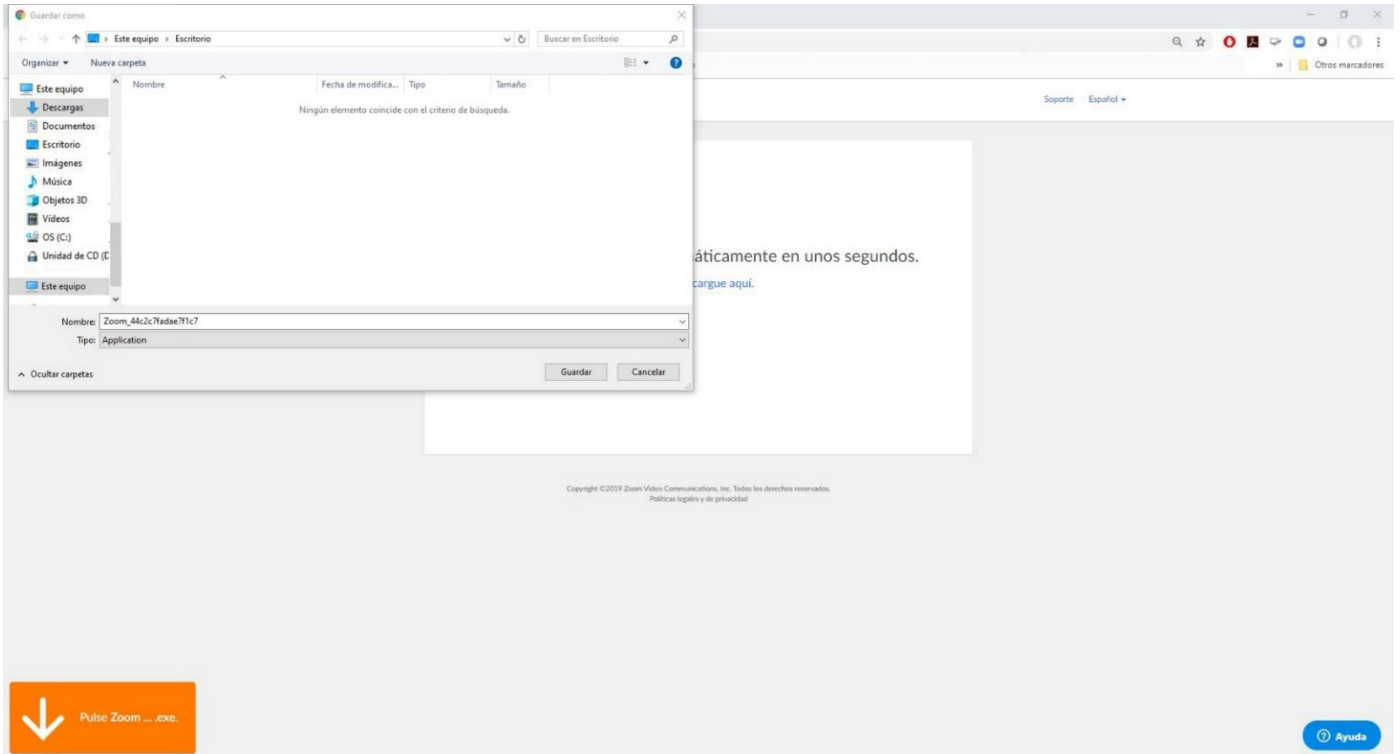 Guardar como
Este equipo › Escritorio
Buscar en Escritorio
Organizar
Nueva carpeta
Otros marcadores
Este equipo
Descargas
Documentos
Escritorio
Imágenes
Música
Objetos 3D
Vídeos
OS (C:)
Unidad de CD (D
Este equipo
Nombre
Fecha de modifica...
Tipo
Tamaño
Ningún elemento coincide con el criterio de búsqueda.
Soporte
Español
áticamente en unos segundos.
cargue aquí.
Nombre: Zoom_44c2c7fadae7f1c7
Tipo: Application
Ocultar carpetas
Guardar
Cancelar
Copyright ©2019 Zoom Video Communications, Inc. Todos los derechos reservados.
Políticas legales y de privacidad
Pulse Zoom ... .exe.
Ayuda